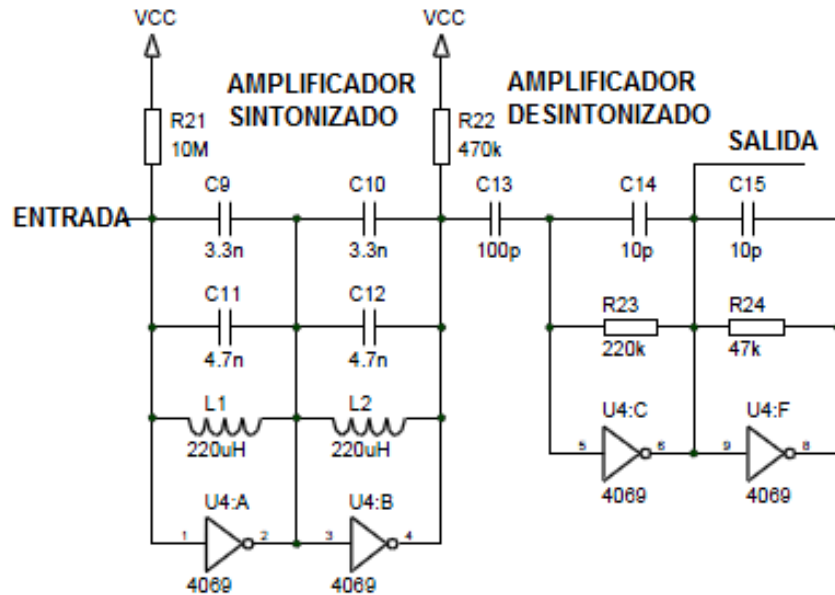 VCC
VCC
AMPLIFICADOR
SINTONIZADO
AMPLIFICADOR
DESINTONIZADO
R21
10M
R22
470k
SALIDA
C9
C10
C13
C14
C15
ENTRADA
3.3n
3.3n
100p
10p
10p
C11
C12
R23
R24
4.7n
4.7n
220k
47k
L1
L2
220uH
220uH
U4:C
U4:F
5
6
9
8
4069
4069
U4:A
U4:B
1
2
3
4
4069
4069